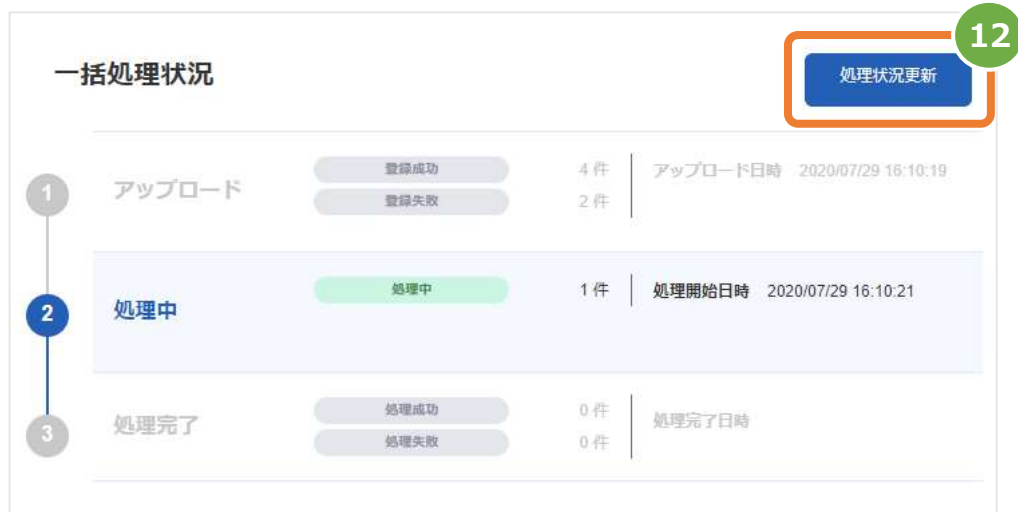 12
一括処理状況
処理状況更新
1
アップロード
登録成功
4 件
登録失敗
2 件
アップロード日時 2020/07/29 16:10:19
2
処理中
処理中
1 件
処理開始日時 2020/07/29 16:10:21
3
処理完了
処理成功
0 件
処理失敗
0 件
処理完了日時